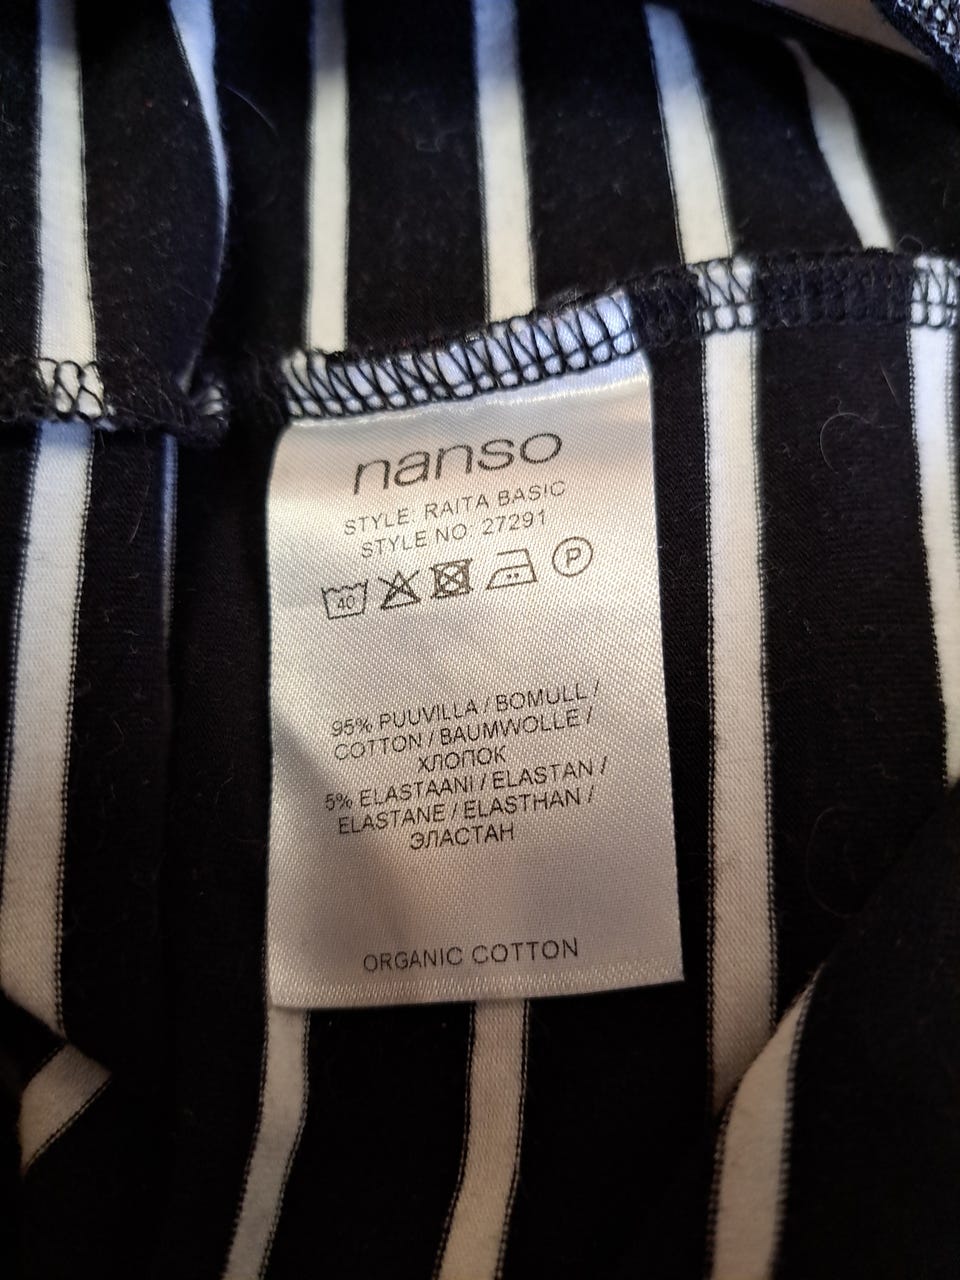 nanso
STYLE: RAITA BASIC
STYLE NO: 27291
40 P
95% PUUVILLA / BOMULL /
COTTON / BAUMWOLLE /
ХЛОПОК
5% ELASTAANI / ELASTAN /
ELASTANE / ELASTHAN /
ЭЛАСТАН
ORGANIC COTTON